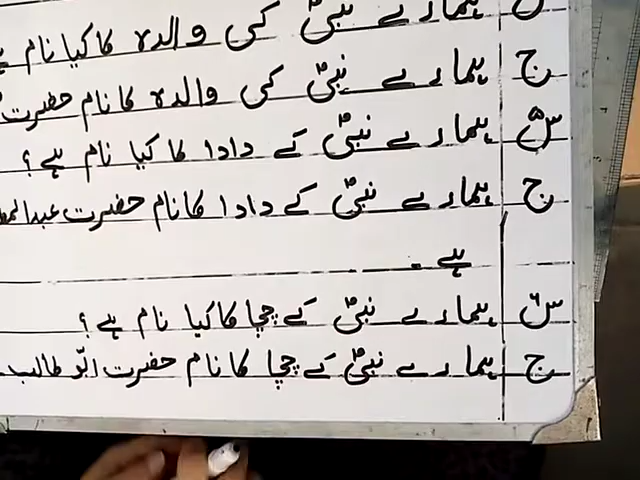 ہمارے نبیؐ کی والدہ کا کیا نام
ج ہمارے نبیؐ کی والدہ کا نام حضرت
س۵ ہمارے نبیؐ کے دادا کا کیا نام ہے؟
ج ہمارے نبیؐ کے دادا کا نام حضرت عبدالمط
ہے۔
س۶ ہمارے نبیؐ کے چچا کا کیا نام ہے؟
ج ہمارے نبیؐ کے چچا کا نام حضرت ابو طالب